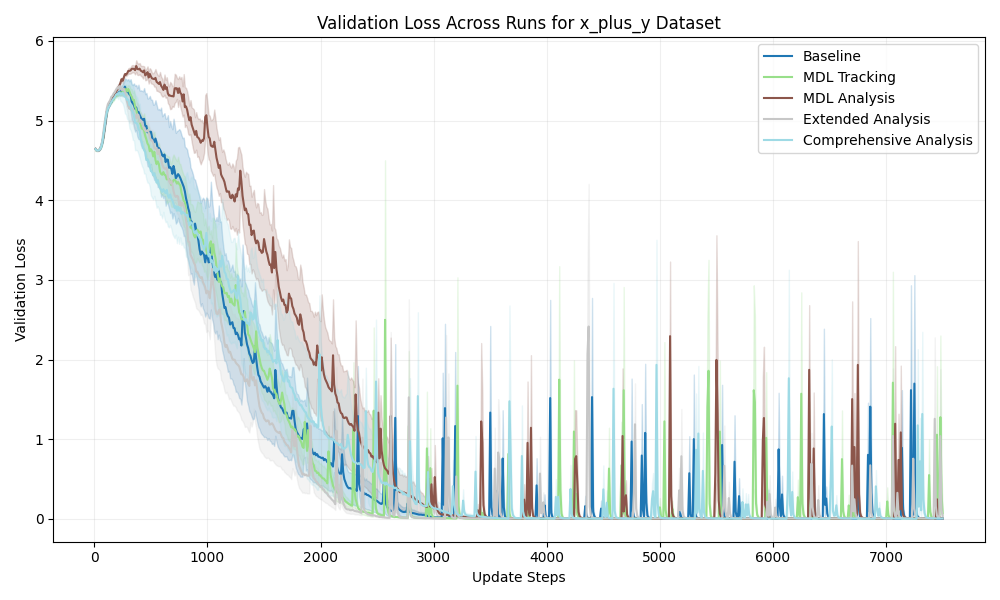 Validation Loss Across Runs for x_plus_y Dataset
6
5
4
3
2
1
0
Validation Loss
Baseline
MDL Tracking
MDL Analysis
Extended Analysis
Comprehensive Analysis
0 1000 2000 3000 4000 5000 6000 7000
Update Steps